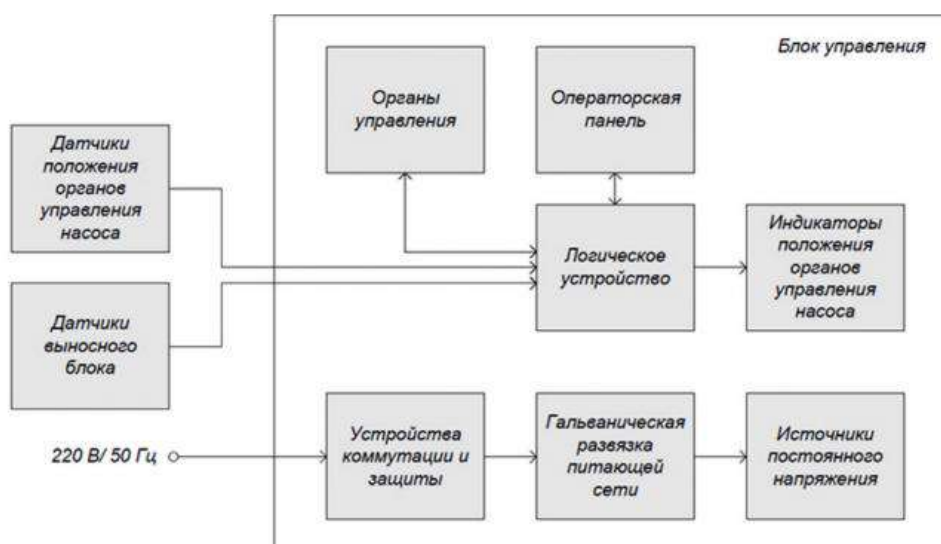 Блок управления
Органы
управления
Операторская
панель
Датчики
положения
органов
управления
насоса
Логическое
устройство
Индикаторы
положения
органов
управления
насоса
Датчики
выносного
блока
220 В/ 50 Гц
Устройства
коммутации и
защиты
Гальваническая
развязка
питающей
сети
Источники
постоянного
напряжения